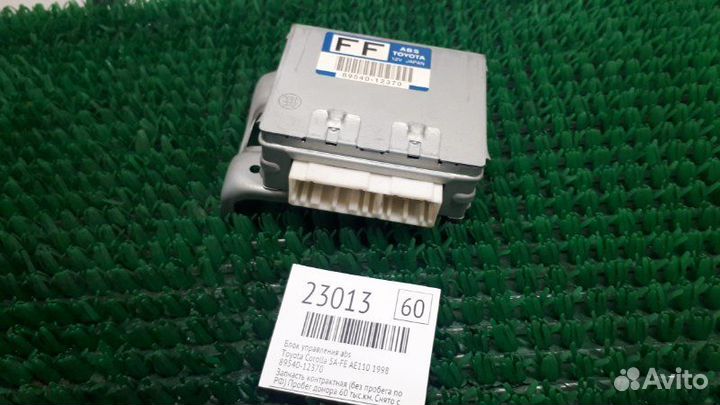 FF
ABS
TOYOTA
12V JAPAN
89540-12370
23013
60
Блок управления abs
Toyota Corolla 5A-FE AE110 1998
89540-12370
Запчасть контрактная (без пробега по
РФ) Пробег донора 60 тыс.км. Снято с
Avito